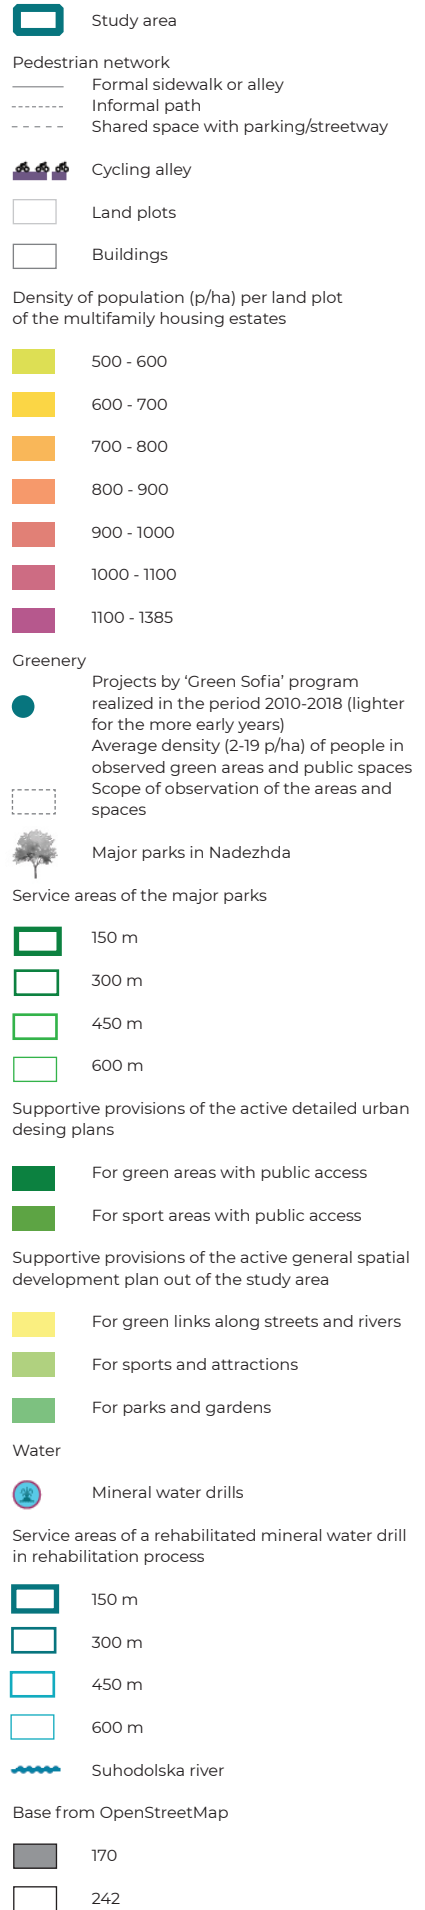 Study area
Pedestrian network
Formal sidewalk or alley
Informal path
Shared space with parking/streetway
Cycling alley
Land plots
Buildings
Density of population (p/ha) per land plot
of the multifamily housing estates
500 - 600
600 - 700
700 - 800
800 - 900
900 - 1000
1000 - 1100
1100 - 1385
Greenery
Projects by ‘Green Sofia’ program
realized in the period 2010-2018 (lighter
for the more early years)
Average density (2-19 p/ha) of people in
observed green areas and public spaces
Scope of observation of the areas and
spaces
Major parks in Nadezhda
Service areas of the major parks
150 m
300 m
450 m
600 m
Supportive provisions of the active detailed urban
desing plans
For green areas with public access
For sport areas with public access
Supportive provisions of the active general spatial
development plan out of the study area
For green links along streets and rivers
For sports and attractions
For parks and gardens
Water
Mineral water drills
Service areas of a rehabilitated mineral water drill
in rehabilitation process
150 m
300 m
450 m
600 m
Suhodolska river
Base from OpenStreetMap
170
242